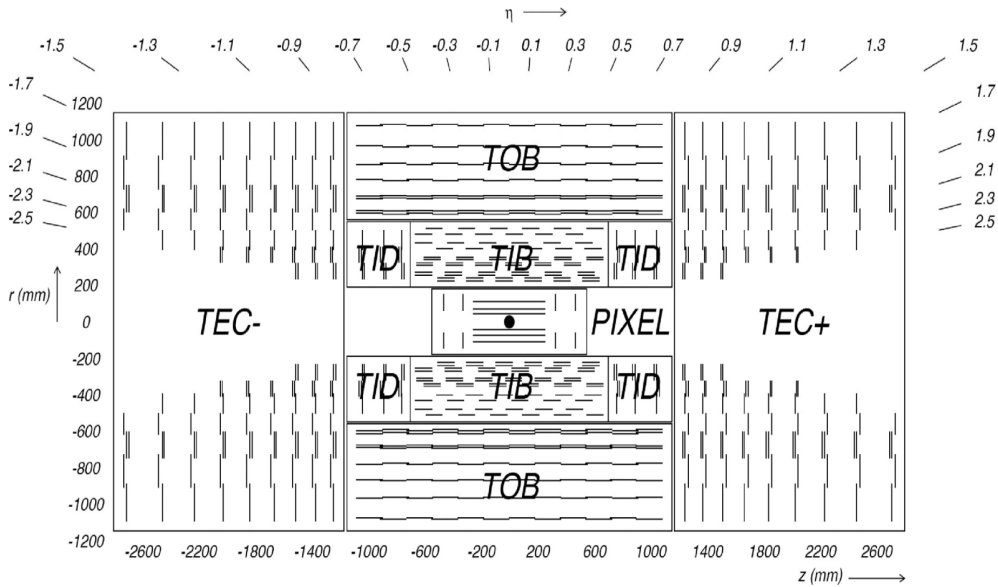 η
-1.5 -1.3 -1.1 -0.9 -0.7 -0.5 -0.3 -0.1 0.1 0.3 0.5 0.7 0.9 1.1 1.3 1.5
-1.7 1.7
1200
-1.9 1000 1.9
TOB
-2.1 800 2.1
-2.3 600 2.3
-2.5 2.5
400
TID TIB TID
r (mm) 200
TEC- 0 PIXEL TEC+
-200
TID TIB TID
-400
-600
-800
TOB
-1000
-1200
-2600 -2200 -1800 -1400 -1000 -600 -200 200 600 1000 1400 1800 2200 2600
z (mm)